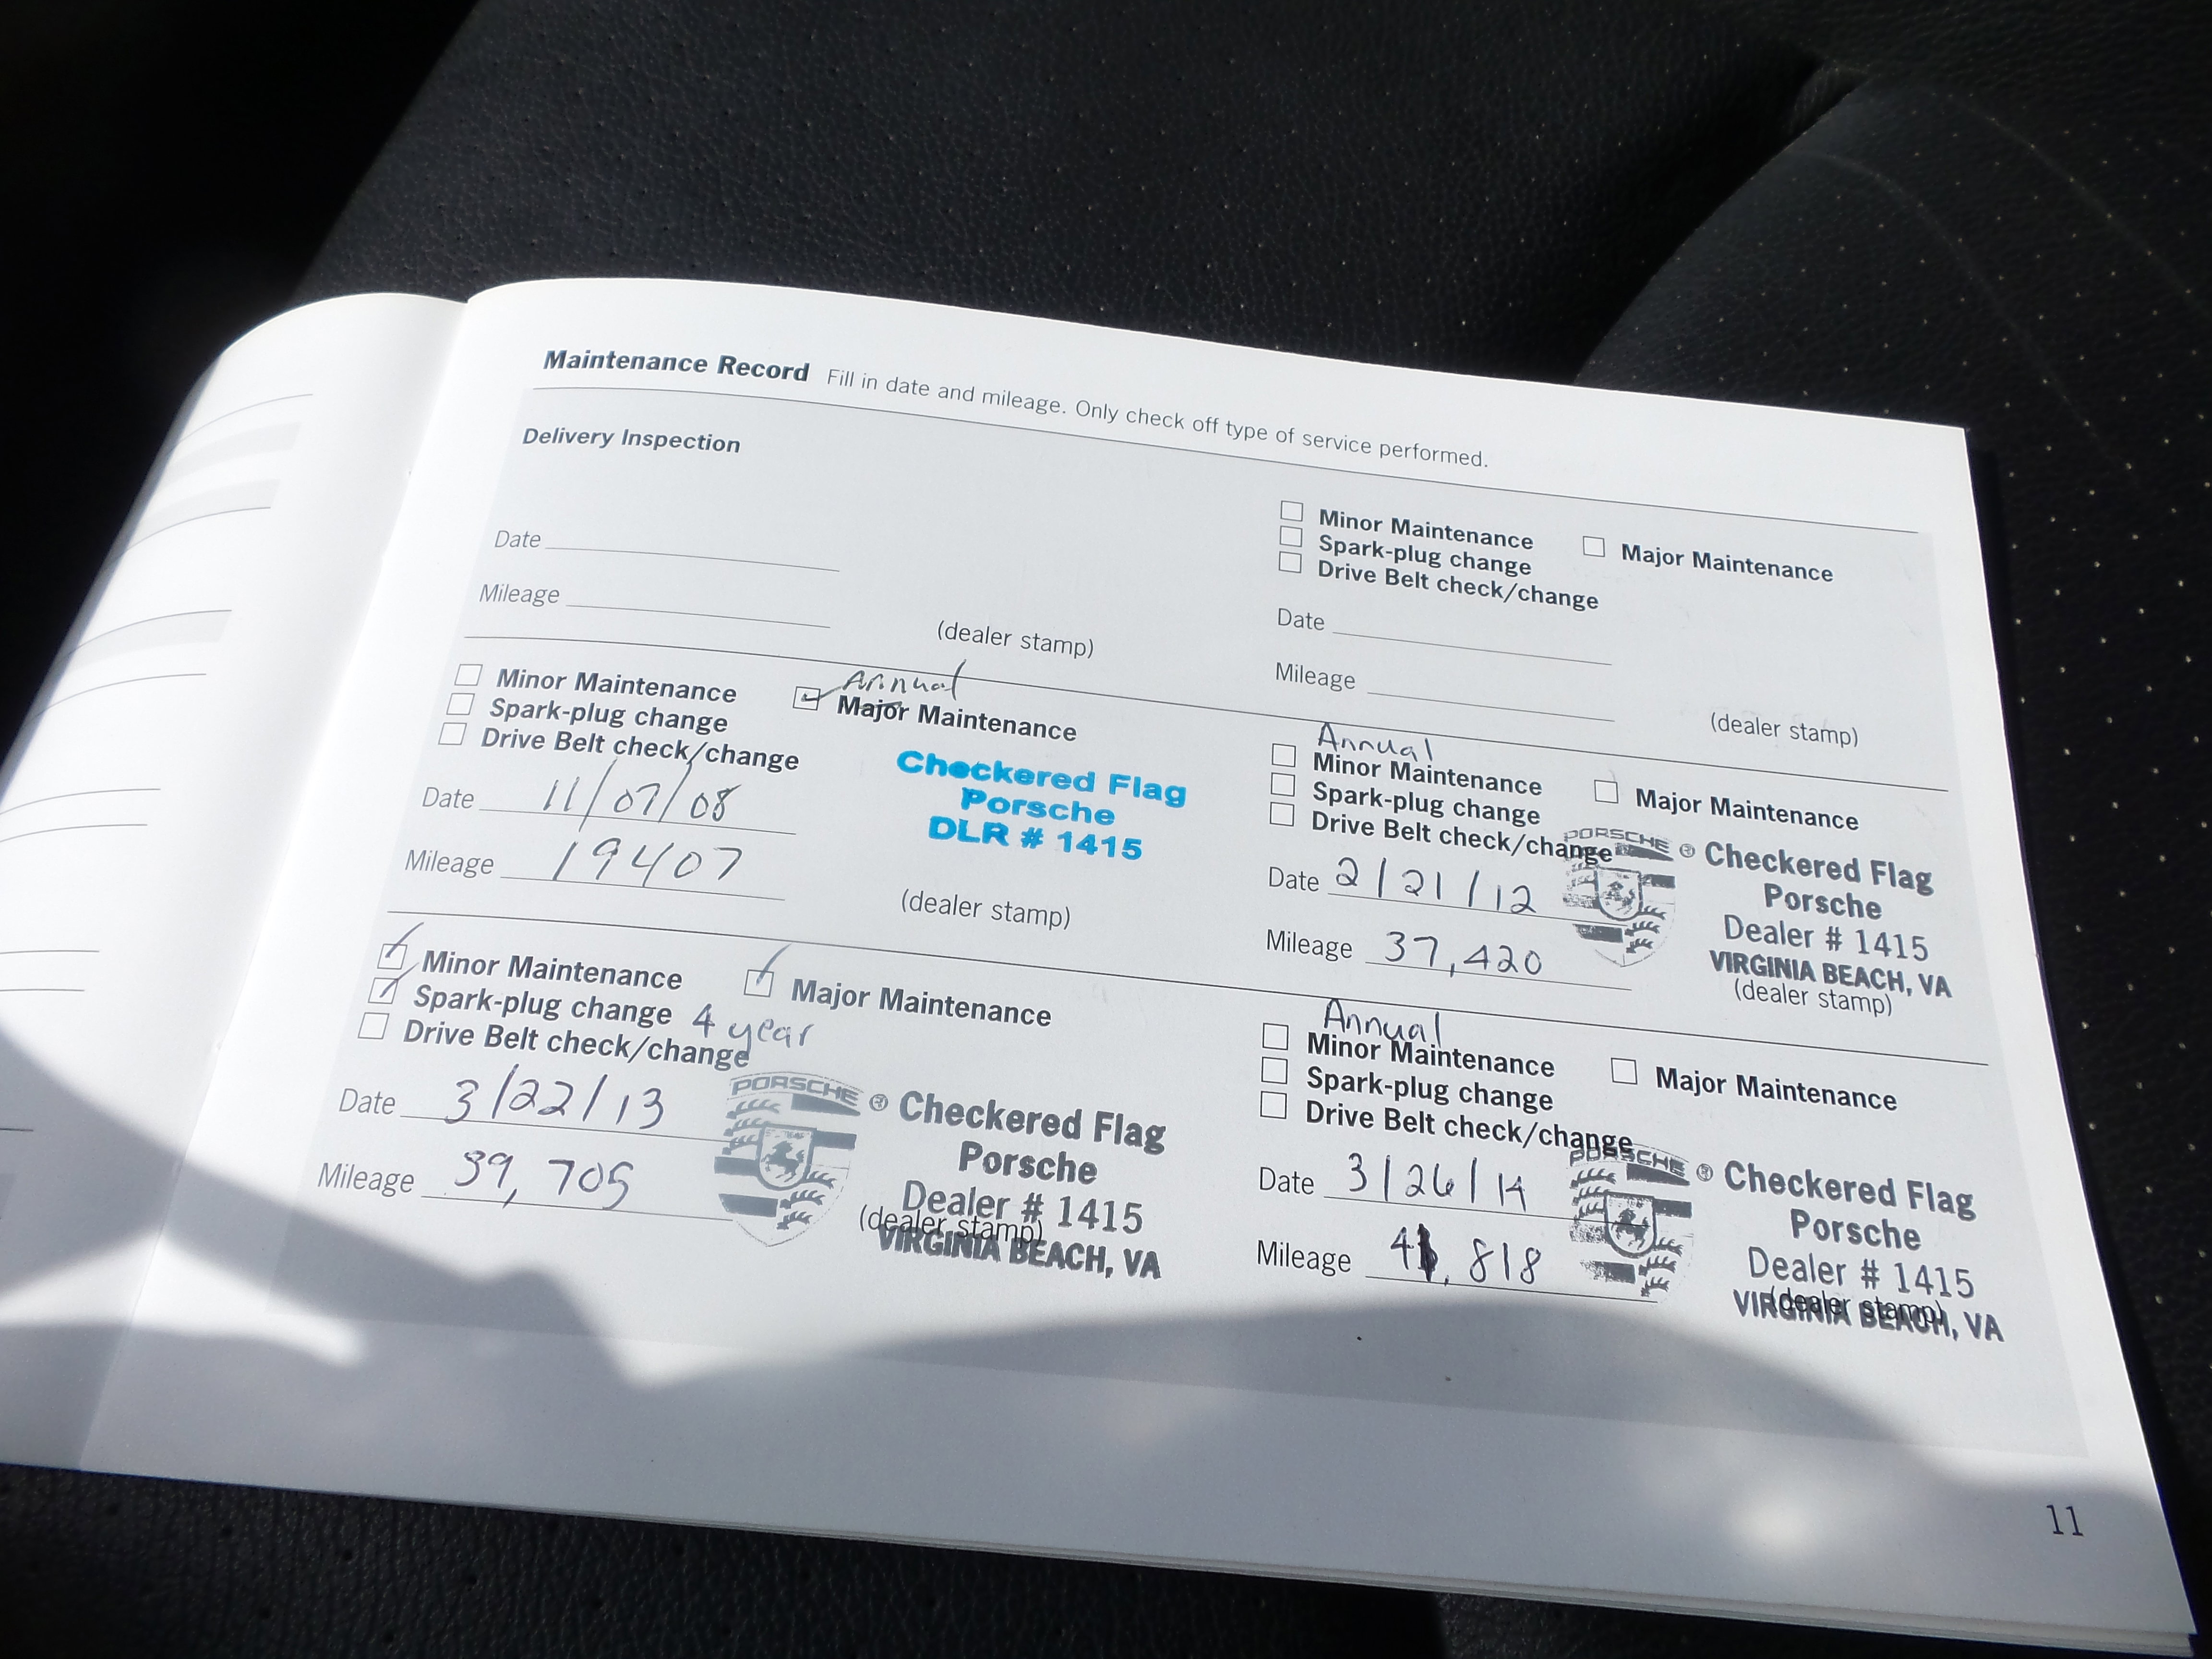 Maintenance Record Fill in date and mileage. Only check off type of service performed.
Delivery Inspection
Date
Mileage
(dealer stamp)
Minor Maintenance
Major Maintenance
Spark-plug change
Drive Belt check/change
Date
Mileage
(dealer stamp)
Annual
Minor Maintenance
Major Maintenance
Spark-plug change
Drive Belt check/change
Date 11/07/08
Mileage 19407
Checkered Flag
Porsche
DLR # 1415
(dealer stamp)
Annual
Minor Maintenance
Major Maintenance
Spark-plug change
Drive Belt check/change
Date 2/21/12
Mileage 37,420
PORSCHE ®
Checkered Flag
Porsche
Dealer # 1415
VIRGINIA BEACH, VA
(dealer stamp)
Minor Maintenance
Major Maintenance
Spark-plug change 4 year
Drive Belt check/change
Date 3/22/13
Mileage 39,705
PORSCHE ®
Checkered Flag
Porsche
Dealer # 1415
(dealer stamp)
VIRGINIA BEACH, VA
Annual
Minor Maintenance
Major Maintenance
Spark-plug change
Drive Belt check/change
Date 3/26/14
Mileage 41,818
PORSCHE ®
Checkered Flag
Porsche
Dealer # 1415
(dealer stamp)
VIRGINIA BEACH, VA
11